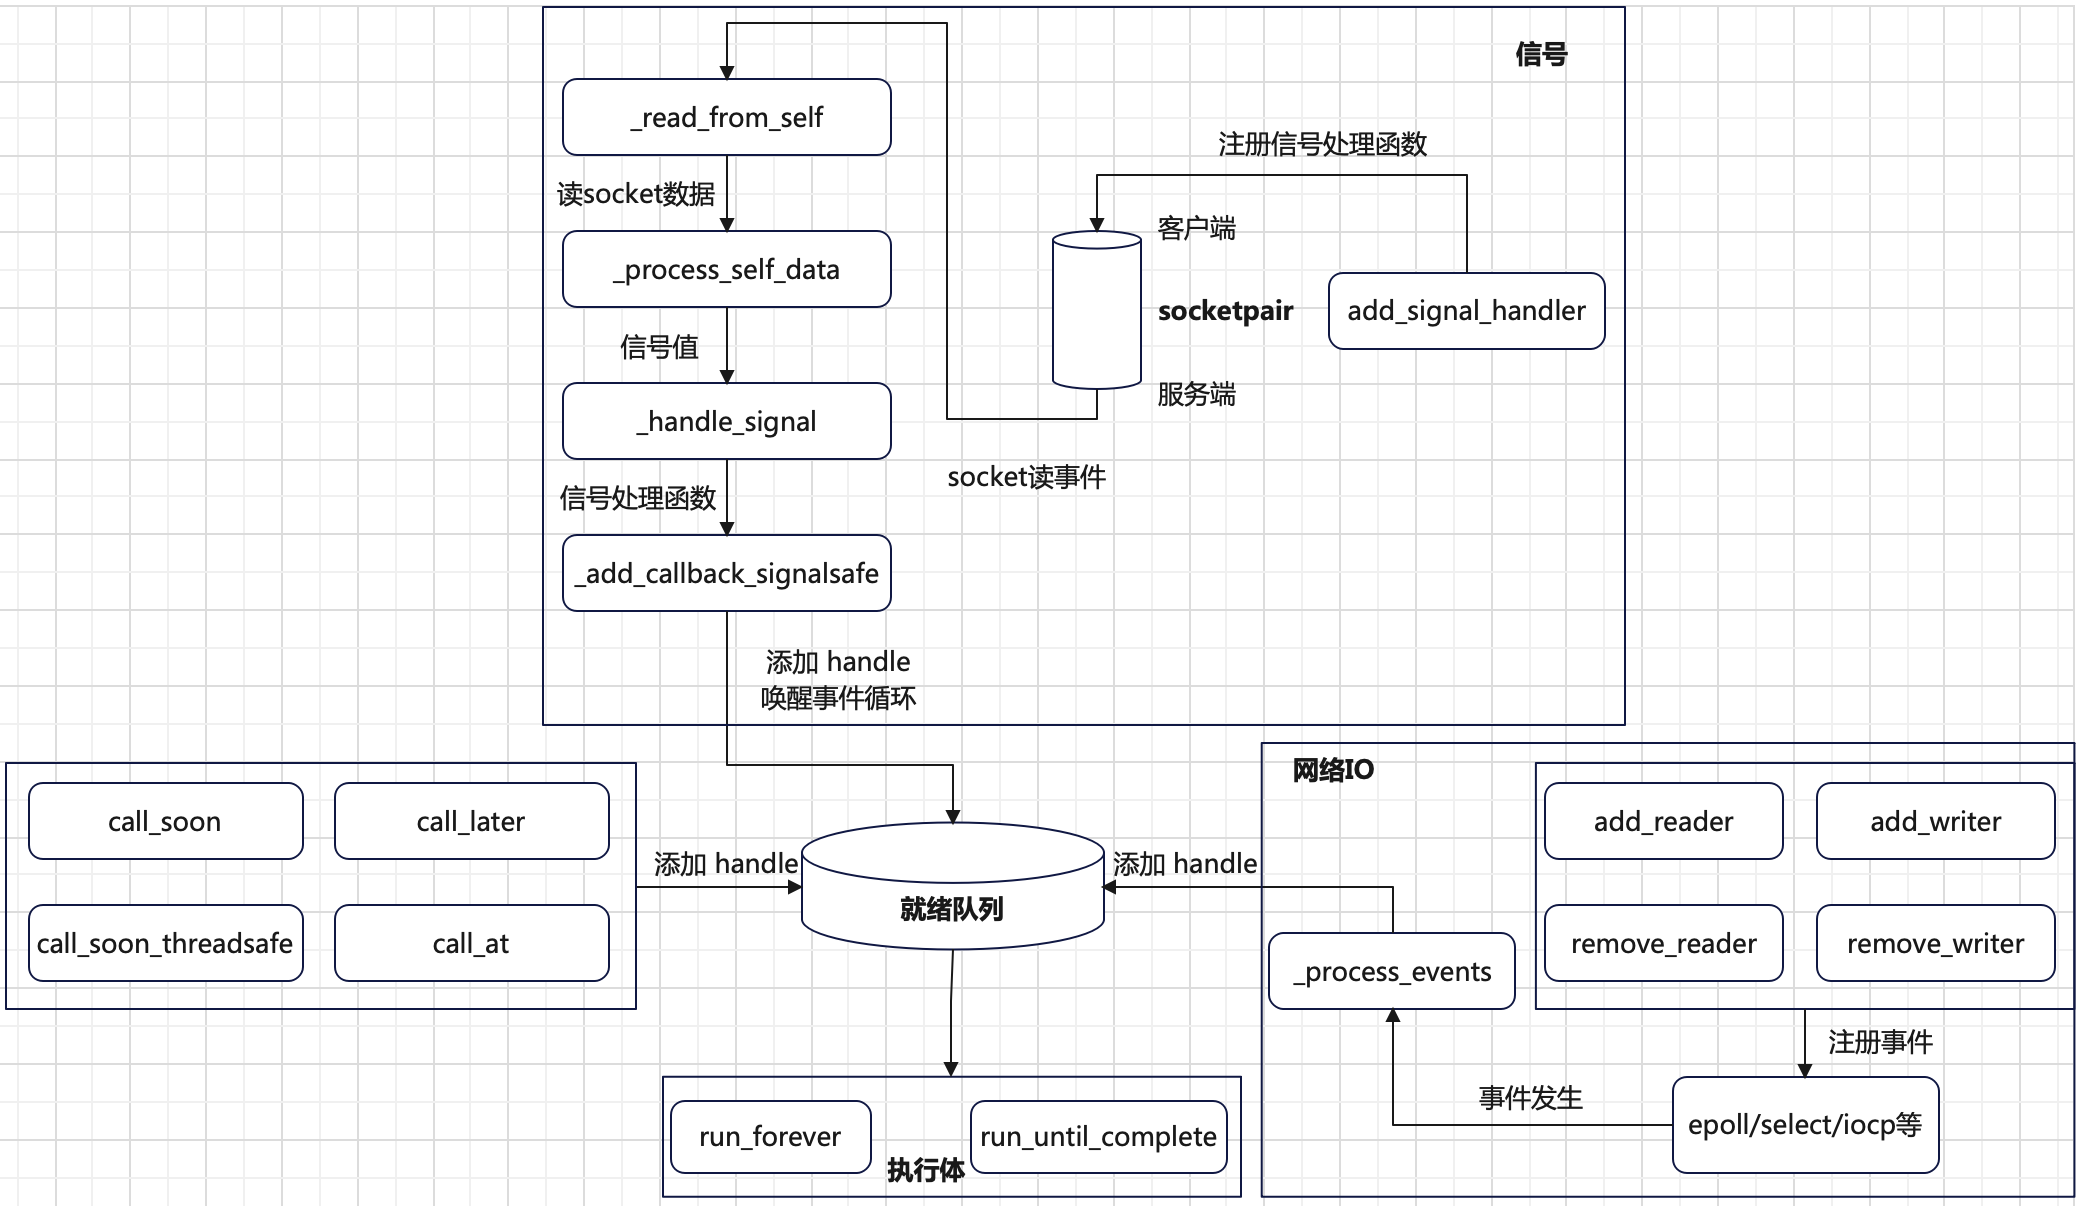 信号
_read_from_self
注册信号处理函数
读socket数据
客户端
_process_self_data
socketpair
add_signal_handler
信号值
服务端
_handle_signal
socket读事件
信号处理函数
_add_callback_signalsafe
添加 handle
唤醒事件循环
call_soon
call_later
call_soon_threadsafe
call_at
添加 handle
就绪队列
添加 handle
网络IO
add_reader
add_writer
remove_reader
remove_writer
_process_events
注册事件
事件发生
epoll/select/iocp等
run_forever
run_until_complete
执行体